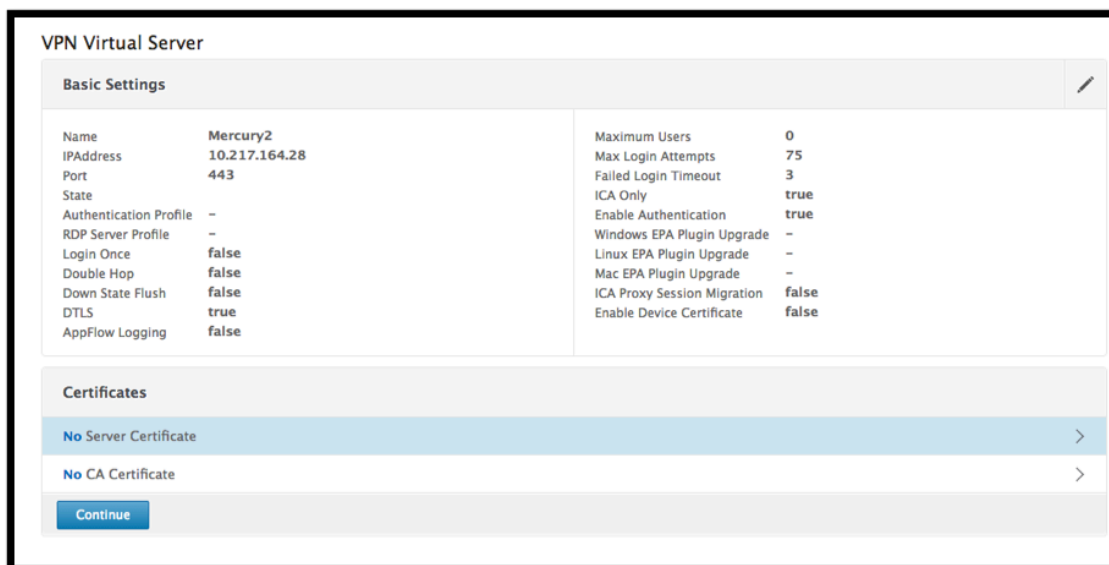 VPN Virtual Server
Basic Settings
Name Mercury2
IPAddress 10.217.164.28
Port 443
State
Authentication Profile –
RDP Server Profile –
Login Once false
Double Hop false
Down State Flush false
DTLS true
AppFlow Logging false
Maximum Users 0
Max Login Attempts 75
Failed Login Timeout 3
ICA Only true
Enable Authentication true
Windows EPA Plugin Upgrade –
Linux EPA Plugin Upgrade –
Mac EPA Plugin Upgrade –
ICA Proxy Session Migration false
Enable Device Certificate false
Certificates
No Server Certificate
No CA Certificate
Continue